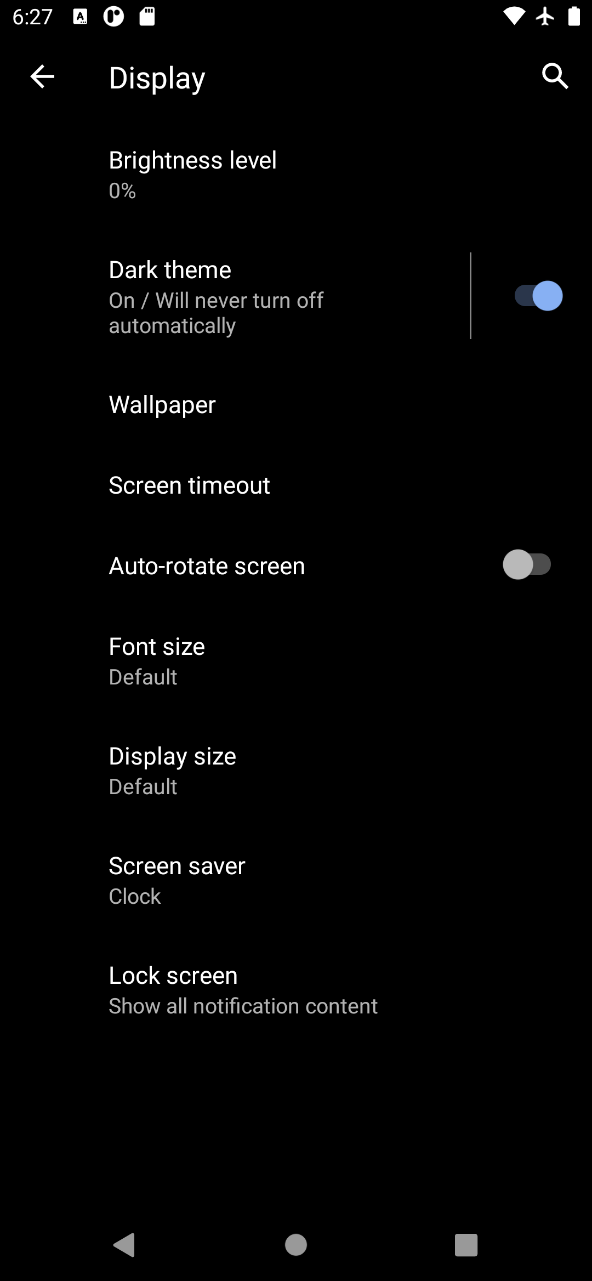 6:27
Display
Brightness level
0%
Dark theme
On / Will never turn off
automatically
Wallpaper
Screen timeout
Auto-rotate screen
Font size
Default
Display size
Default
Screen saver
Clock
Lock screen
Show all notification content